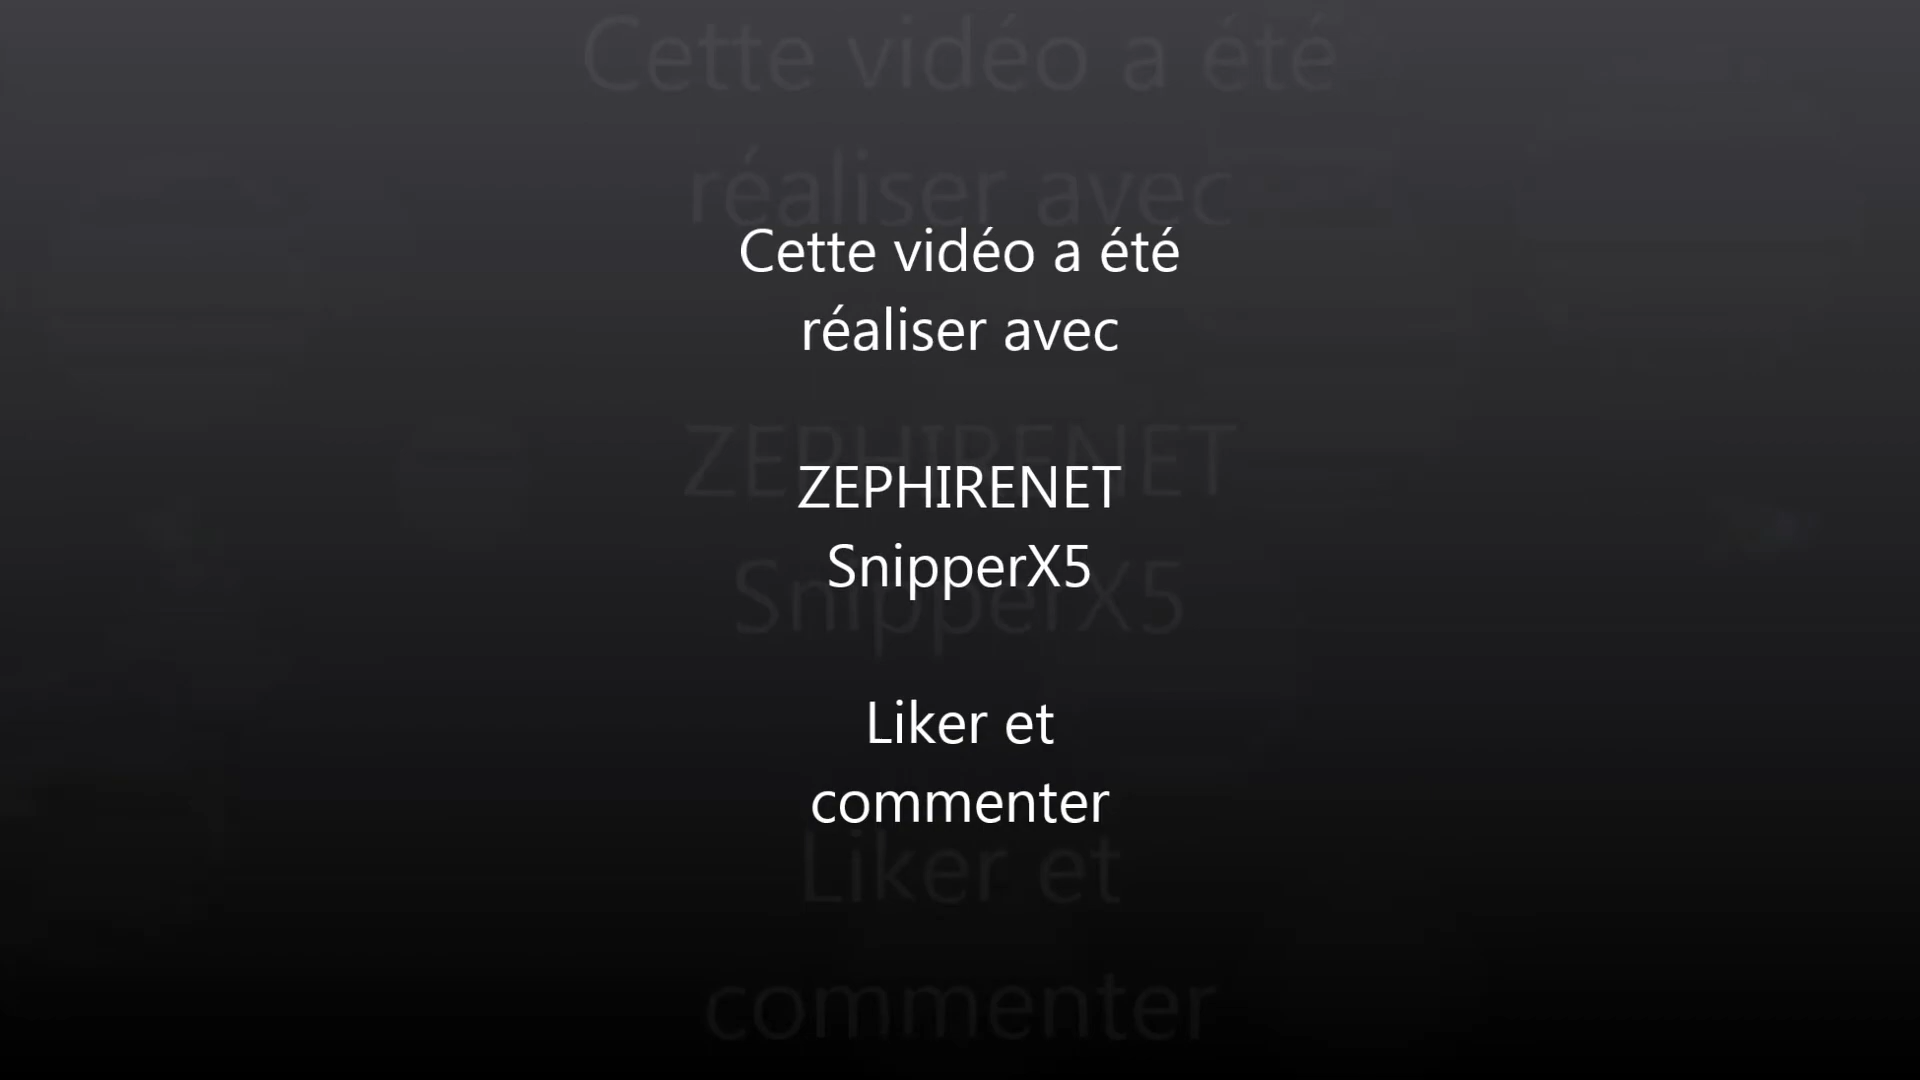 Cette vidéo a été
réaliser avec
ZEPHIRENET
SnipperX5
Liker et
commenter